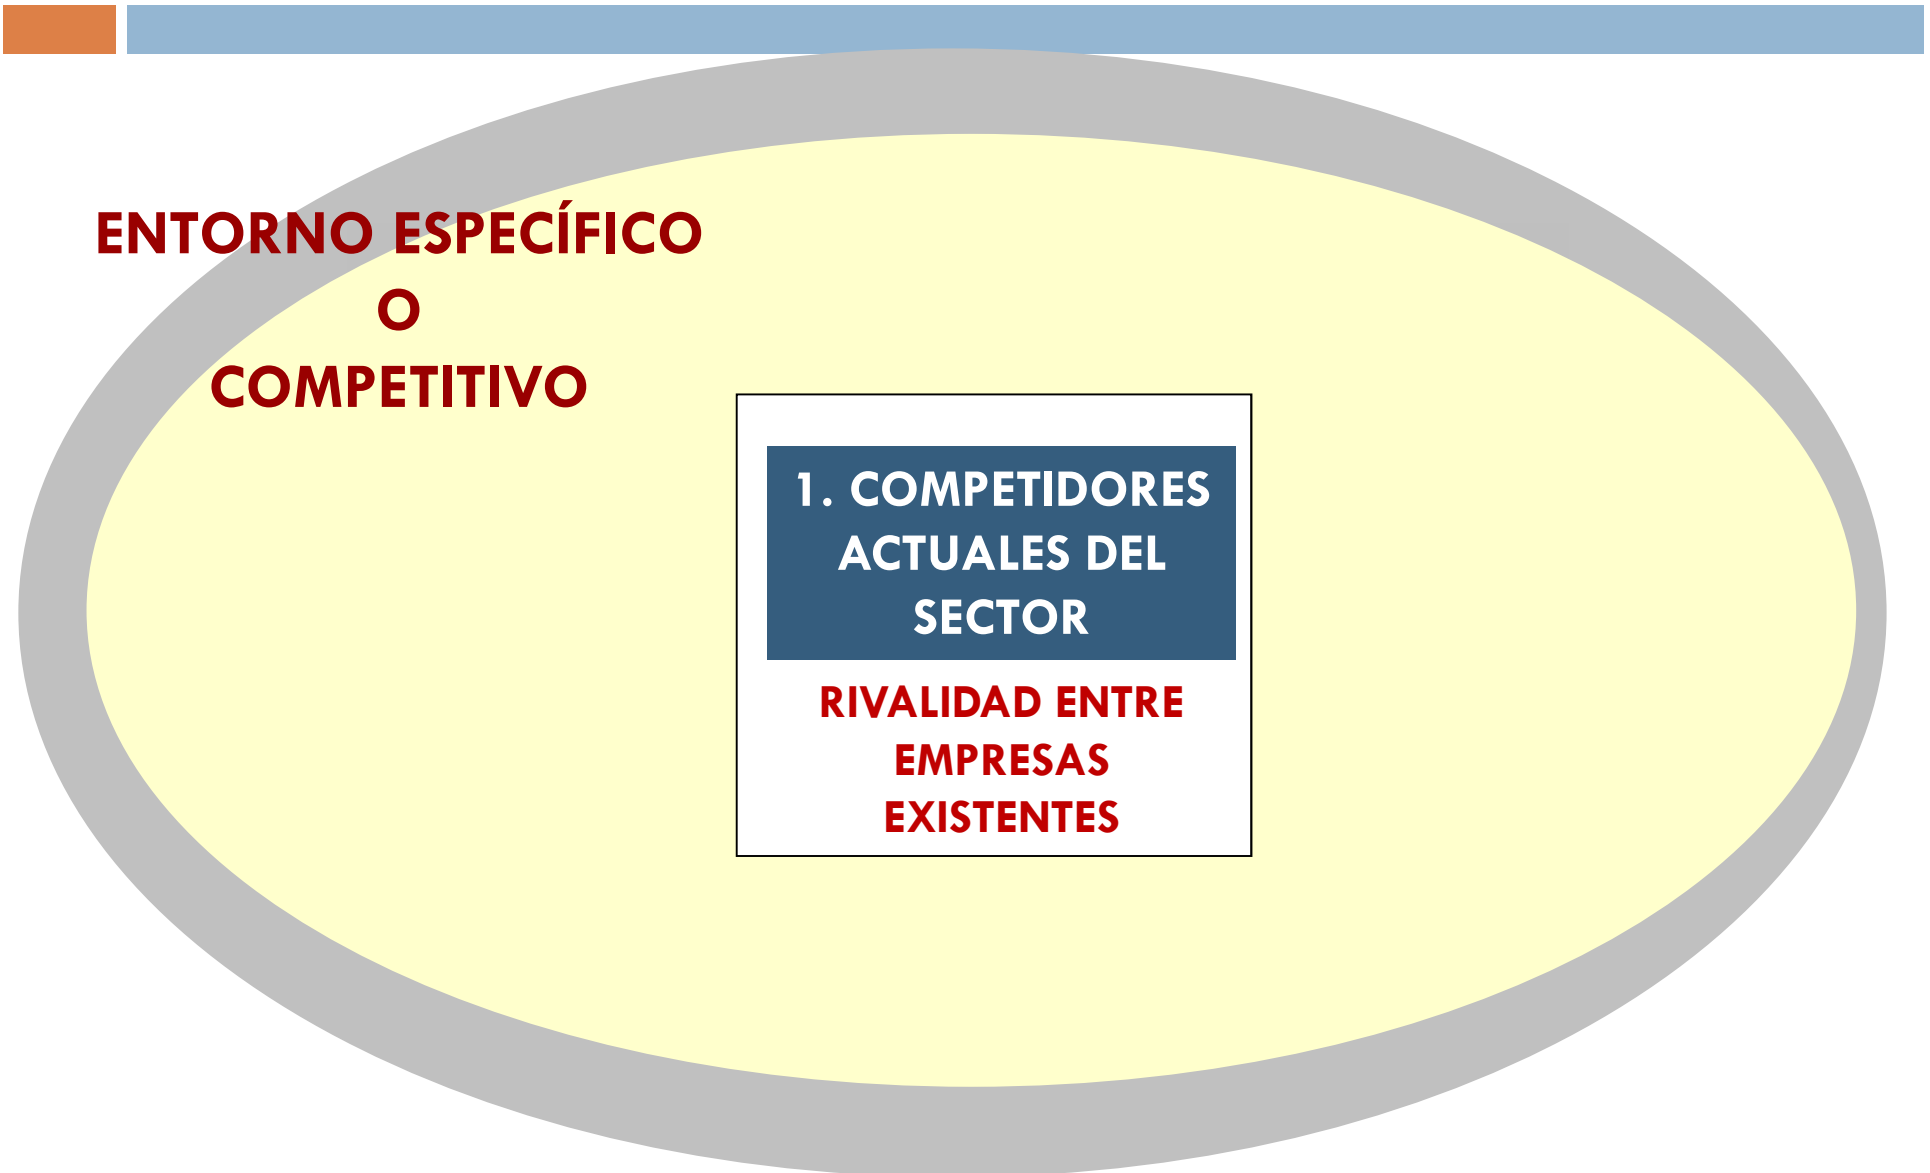 ENTORNO ESPECÍFICO
O
COMPETITIVO
1. COMPETIDORES
ACTUALES DEL
SECTOR
RIVALIDAD ENTRE
EMPRESAS
EXISTENTES